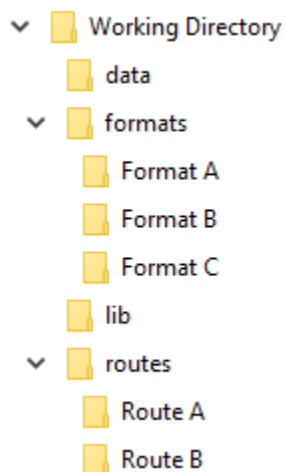 Working Directory
data
formats
Format A
Format B
Format C
lib
routes
Route A
Route B